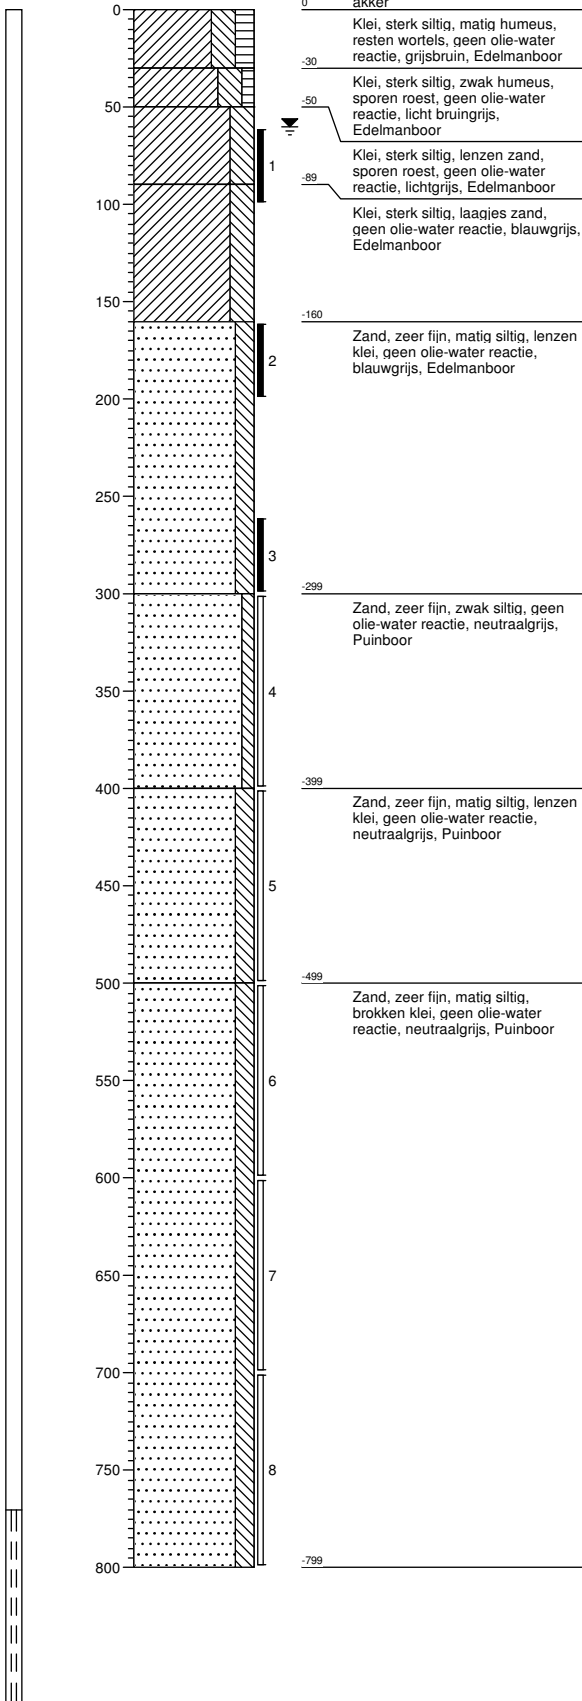 0
0
akker
Klei, sterk siltig, matig humeus,
resten wortels, geen olie-water
reactie, grijsbruin, Edelmanboor
-30
Klei, sterk siltig, zwak humeus,
sporen roest, geen olie-water
reactie, licht bruingrijs,
Edelmanboor
50
-50
Klei, sterk siltig, lenzen zand,
sporen roest, geen olie-water
reactie, lichtgrijs, Edelmanboor
1
-89
100
Klei, sterk siltig, laagjes zand,
geen olie-water reactie, blauwgrijs,
Edelmanboor
150
-160
Zand, zeer fijn, matig siltig, lenzen
klei, geen olie-water reactie,
blauwgrijs, Edelmanboor
2
200
250
3
300
-299
Zand, zeer fijn, zwak siltig, geen
olie-water reactie, neutraalgrijs,
Puinboor
350
4
400
-399
Zand, zeer fijn, matig siltig, lenzen
klei, geen olie-water reactie,
neutraalgrijs, Puinboor
450
5
500
-499
Zand, zeer fijn, matig siltig,
brokken klei, geen olie-water
reactie, neutraalgrijs, Puinboor
550
6
600
650
7
700
750
8
800
-799